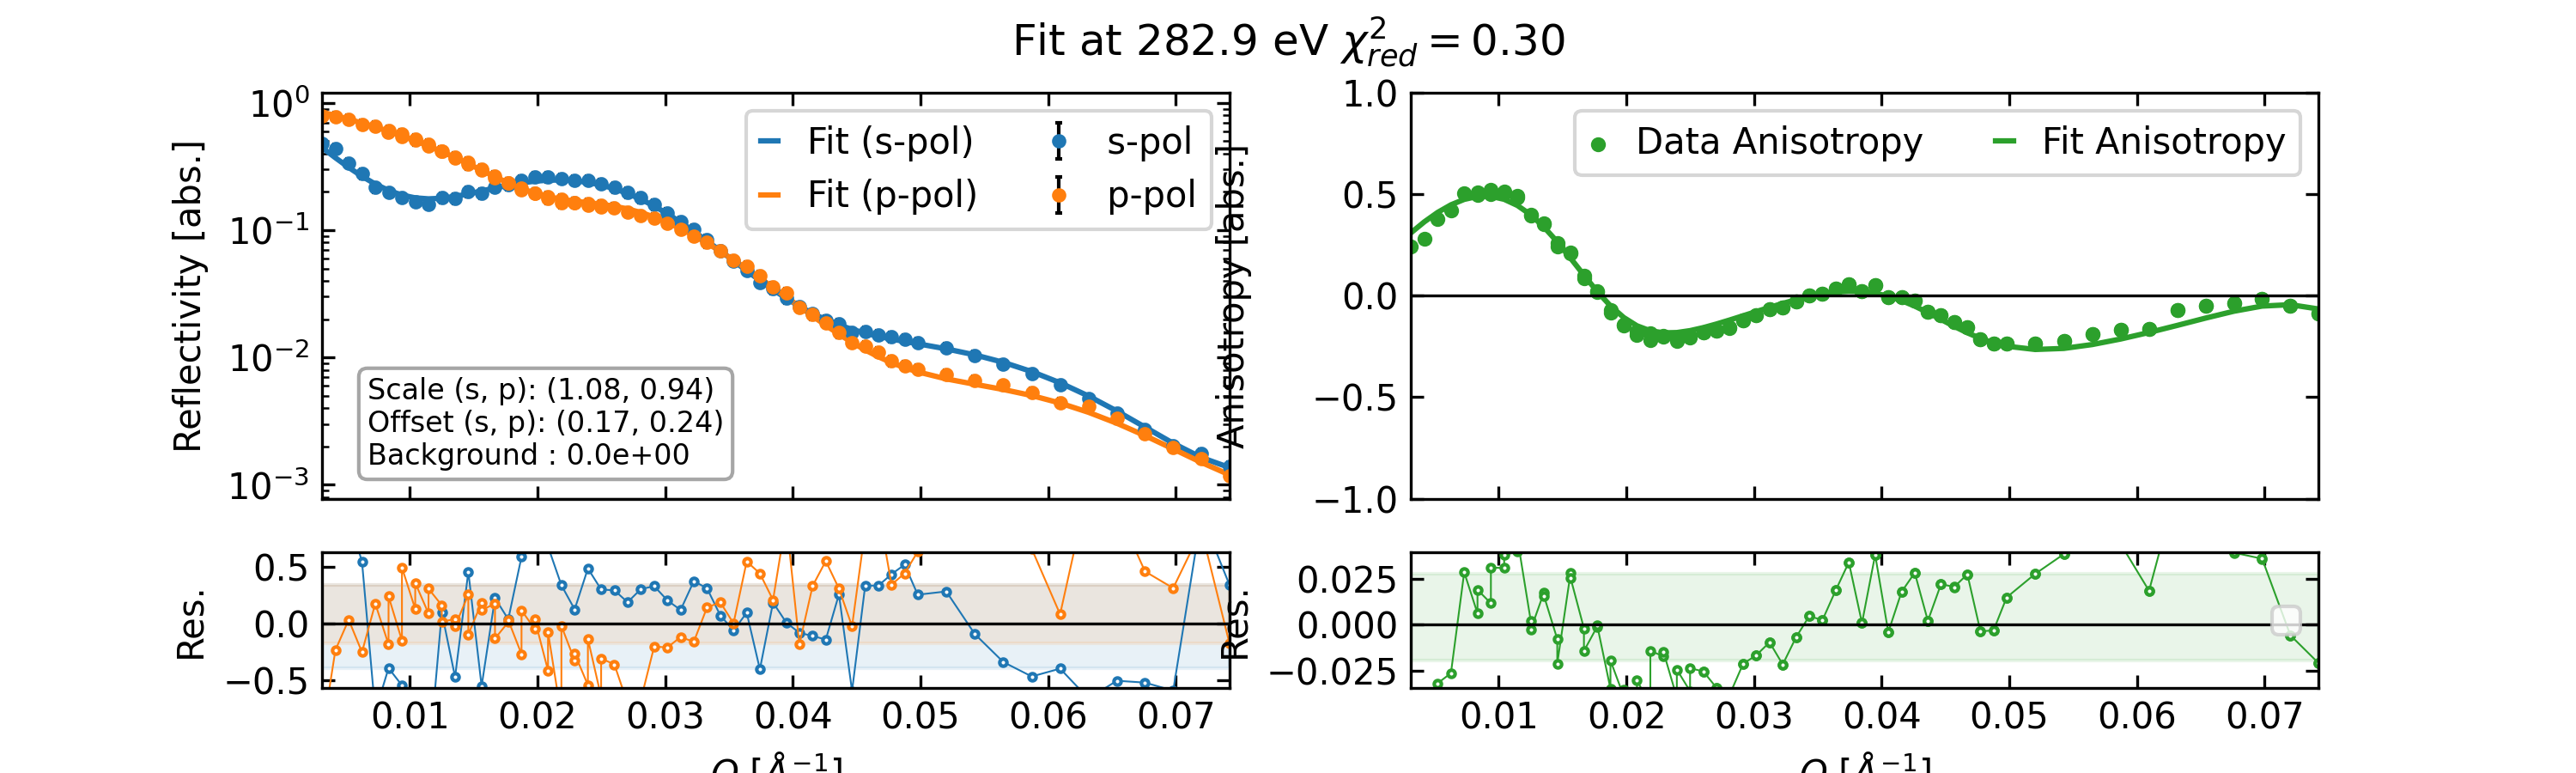 Fit at 282.9 eV χ²_red = 0.30
Reflectivity [abs.]
10⁰
10⁻¹
10⁻²
10⁻³
Fit (s-pol)
Fit (p-pol)
s-pol
p-pol
Scale (s, p): (1.08, 0.94)
Offset (s, p): (0.17, 0.24)
Background : 0.0e+00
Anisotropy [abs.]
1.0
0.5
0.0
−0.5
−1.0
Data Anisotropy
Fit Anisotropy
Res.
0.5
0.0
−0.5
0.01 0.02 0.03 0.04 0.05 0.06 0.07
Q [Å⁻¹]
Res.
0.025
0.000
−0.025
0.01 0.02 0.03 0.04 0.05 0.06 0.07
Q [Å⁻¹]